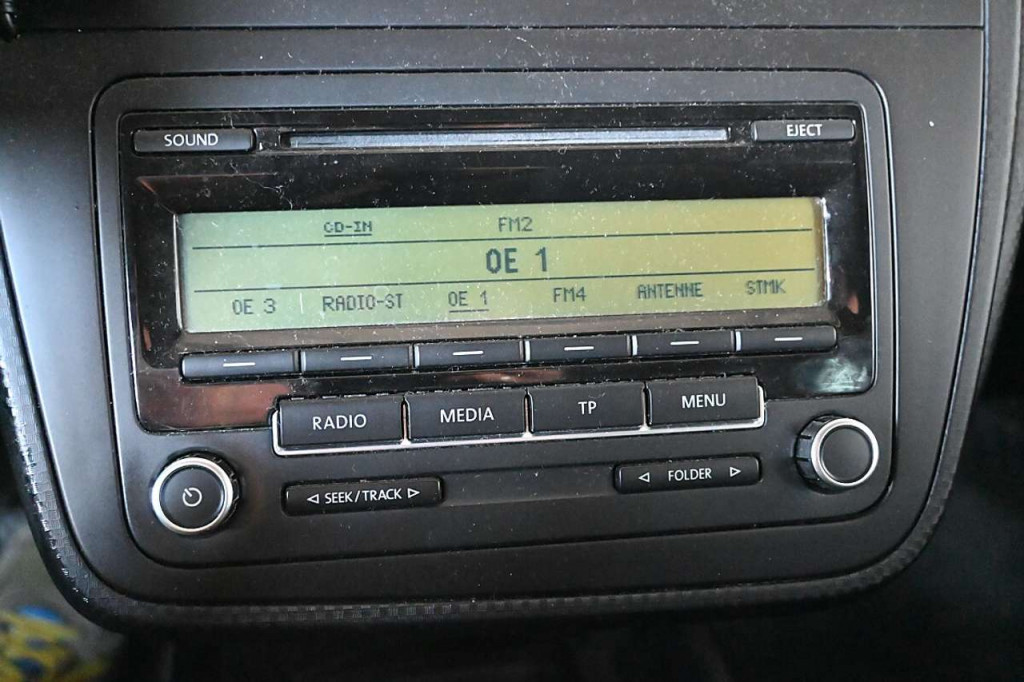 SOUND EJECT
CD-IN FM2
OE 1
OE 3 RADIO-ST OE 1 FM4 ANTENNE STMK
RADIO MEDIA TP MENU
SEEK/TRACK FOLDER